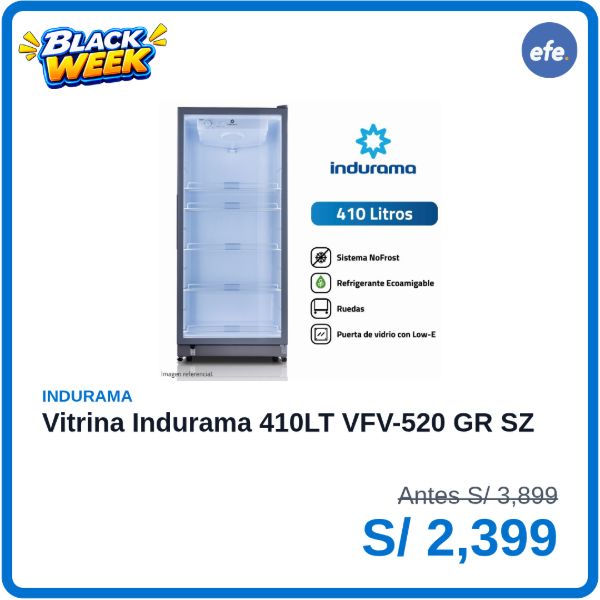 BLACK
WEEK
efe.
indurama
410 Litros
Sistema NoFrost
Refrigerante Ecoamigable
Ruedas
Puerta de vidrio con Low-E
Imagen referencial.
INDURAMA
Vitrina Indurama 410LT VFV-520 GR SZ
Antes S/ 3,899
S/ 2,399